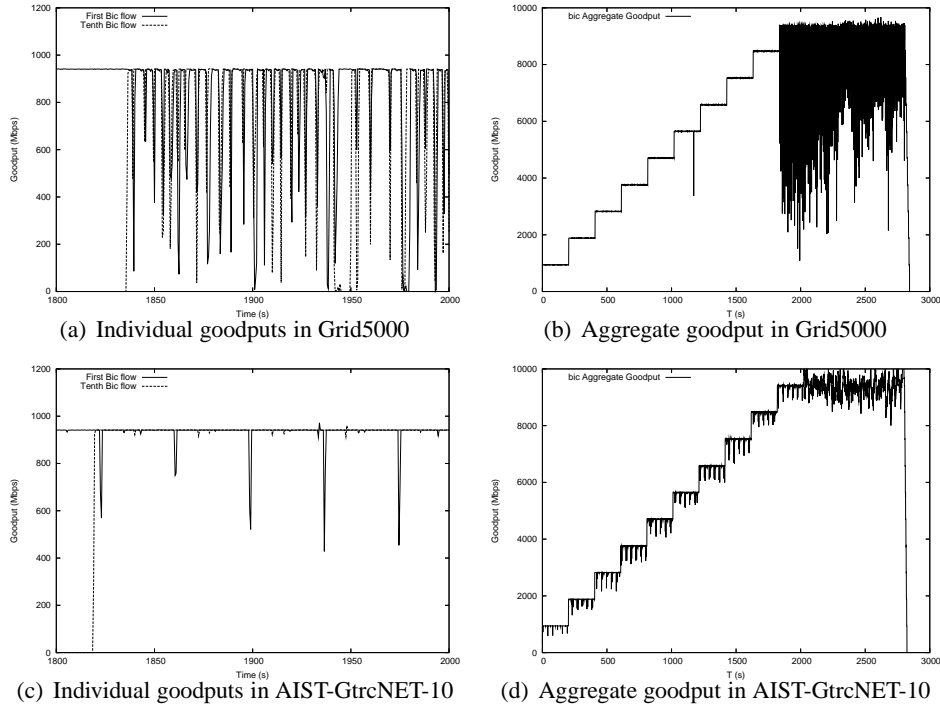 First Bic flow
Tenth Bic flow
Goodput (Mbps)
1200
1000
800
600
400
200
0
1800
1850
1900
1950
2000
Time (s)
(a) Individual goodputs in Grid5000
bic Aggregate Goodput
Goodput (Mbps)
10000
8000
6000
4000
2000
0
0
500
1000
1500
2000
2500
3000
T (s)
(b) Aggregate goodput in Grid5000
First Bic flow
Tenth Bic flow
Goodput (Mbps)
1200
1000
800
600
400
200
0
1800
1850
1900
1950
2000
Time (s)
(c) Individual goodputs in AIST-GtrcNET-10
bic Aggregate Goodput
Goodput (Mbps)
10000
8000
6000
4000
2000
0
0
500
1000
1500
2000
2500
3000
T (s)
(d) Aggregate goodput in AIST-GtrcNET-10